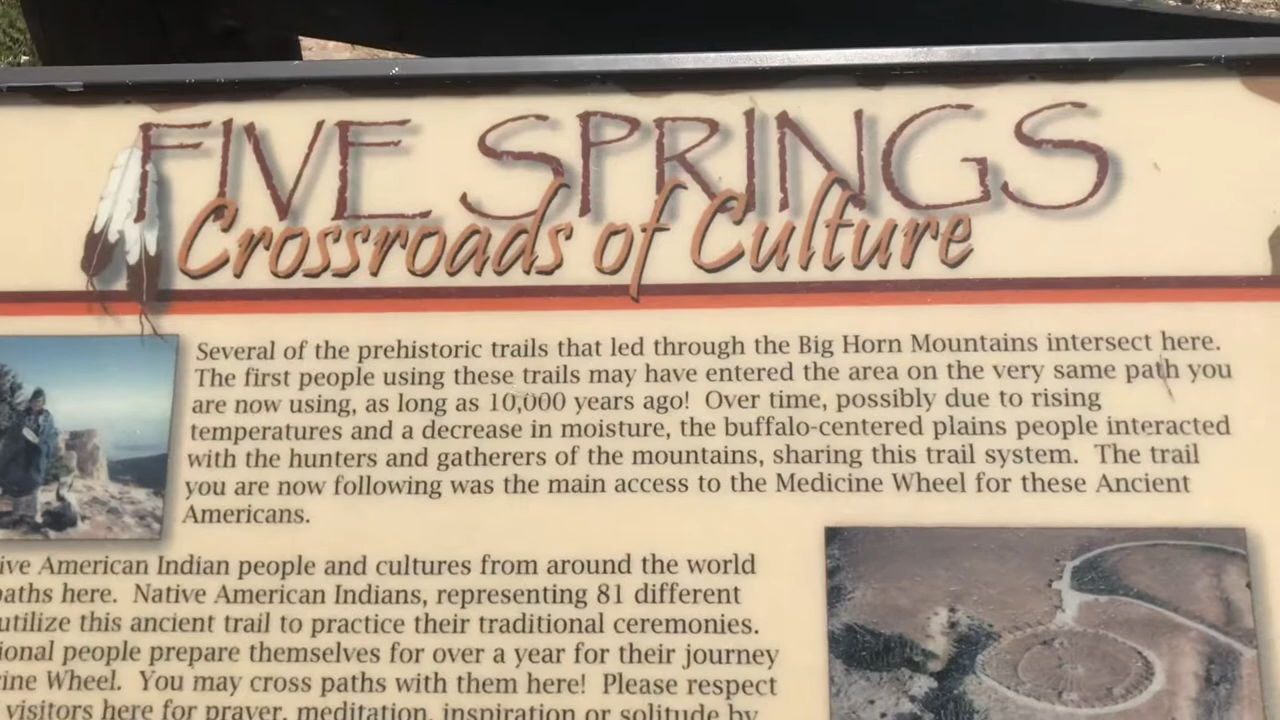 FIVE SPRINGS
Crossroads of Culture
Several of the prehistoric trails that led through the Big Horn Mountains intersect here.
The first people using these trails may have entered the area on the very same path you
are now using, as long as 10,000 years ago! Over time, possibly due to rising
temperatures and a decrease in moisture, the buffalo-centered plains people interacted
with the hunters and gatherers of the mountains, sharing this trail system. The trail
you are now following was the main access to the Medicine Wheel for these Ancient
Americans.
American Indian people and cultures from around the world
here. Native American Indians, representing 81 different
utilize this ancient trail to practice their traditional ceremonies.
people prepare themselves for over a year for their journey
Wheel. You may cross paths with them here! Please respect
visitors here for prayer, meditation, inspiration or solitude by